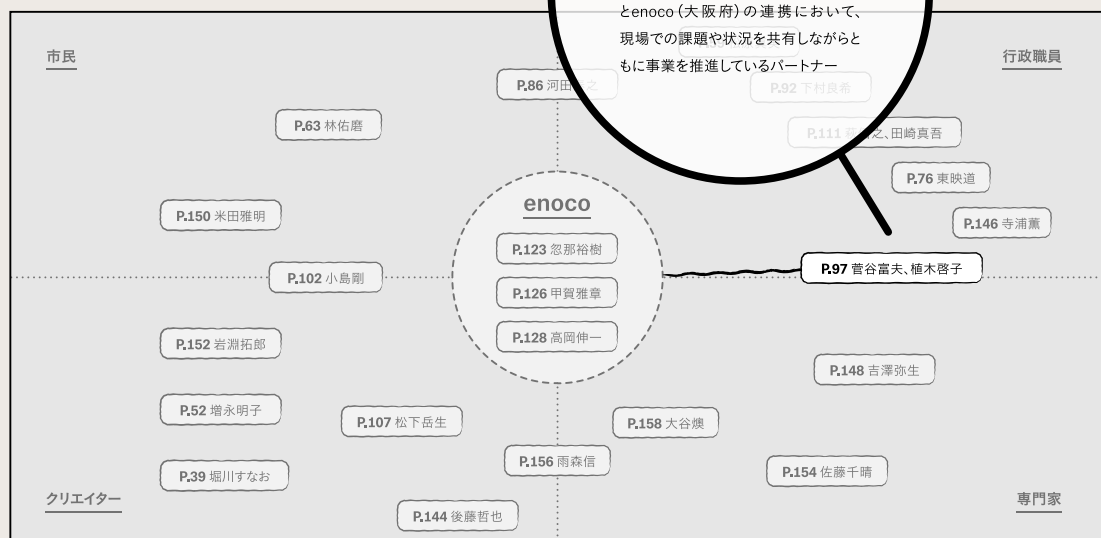 とenoco（大阪府）の連携において、
現場での課題や状況を共有しながらと
もに事業を推進しているパートナー
市民
行政職員
P.86 河田
P.92 下村良希
P.63 林佑磨
P.111 之、田崎真吾
P.76 東映道
P.150 米田雅明
enoco
P.146 寺浦薫
P.123 忽那裕樹
P.102 小島剛
P.97 菅谷富夫、植木啓子
P.126 甲賀雅章
P.128 高岡伸一
P.152 岩淵拓郎
P.148 吉澤弥生
P.52 増永明子
P.107 松下岳生
P.158 大谷燠
P.156 雨森信
P.39 堀川すなお
P.154 佐藤千晴
クリエイター
専門家
P.144 後藤哲也